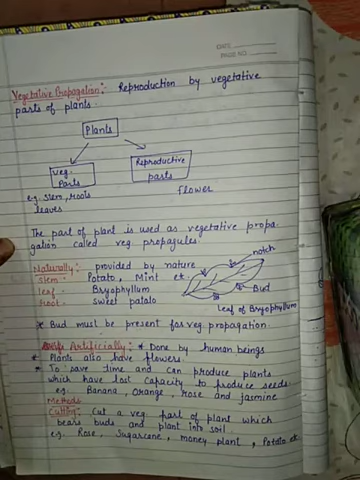 DATE
PAGE NO.
Vegetative Propagation:- Reproduction by vegetative
parts of plants.
Plants
veg. Parts
Reproductive parts
e.g. stem, roots
leaves
flower
The part of plant is used as vegetative propa-
gation called veg propagules.
notch
Naturally:- provided by nature
Stem:- Potato, Mint etc.
leaf:- Bryophyllum
Root:- sweet patalo
Bud
leaf of Bryophyllum
* Bud must be present for veg. propagation.
Artificially:- * Done by human beings
* Plants also have flowers.
* To save time and can produce plants
which have lost capacity to produce seeds.
e.g. Banana, Orange, rose and jasmine
Methods
Cutting:- Cut a veg. part of plant which
bears buds and plant into soil.
e.g. Rose, Sugarcane, money plant, Potato etc